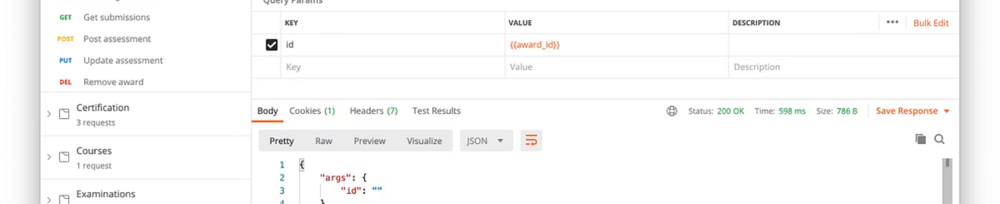 GET Get submissions
POST Post assessment
PUT Update assessment
DEL Remove award
Certification
3 requests
Courses
1 request
Examinations
Query Params
KEY VALUE DESCRIPTION ••• Bulk Edit
id {{award_id}}
Key Value Description
Body Cookies (1) Headers (7) Test Results Status: 200 OK Time: 598 ms Size: 786 B Save Response
Pretty Raw Preview Visualize JSON
1 {
2 "args": {
3 "id": ""
4 }